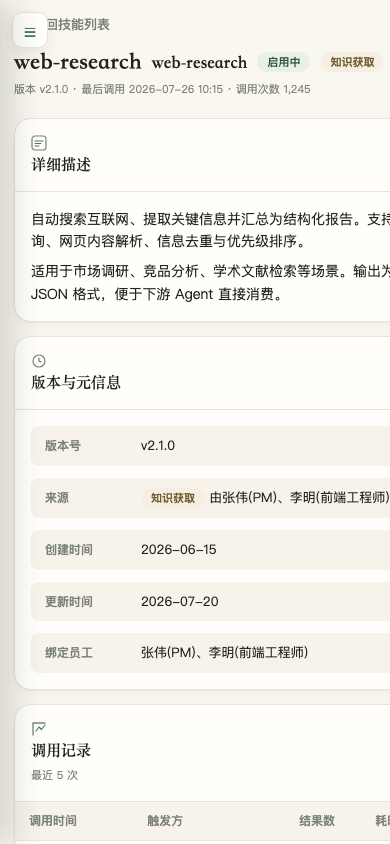 回技能列表
web-research web-research 启用中 知识获取
版本 v2.1.0 · 最后调用 2026-07-26 10:15 · 调用次数 1,245
详细描述
自动搜索互联网、提取关键信息并汇总为结构化报告。支持
询、网页内容解析、信息去重与优先级排序。
适用于市场调研、竞品分析、学术文献检索等场景。输出为
JSON 格式，便于下游 Agent 直接消费。
版本与元信息
版本号 v2.1.0
来源 知识获取 由张伟(PM)、李明(前端工程师)
创建时间 2026-06-15
更新时间 2026-07-20
绑定员工 张伟(PM)、李明(前端工程师)
调用记录
最近 5 次
调用时间 触发方 结果数